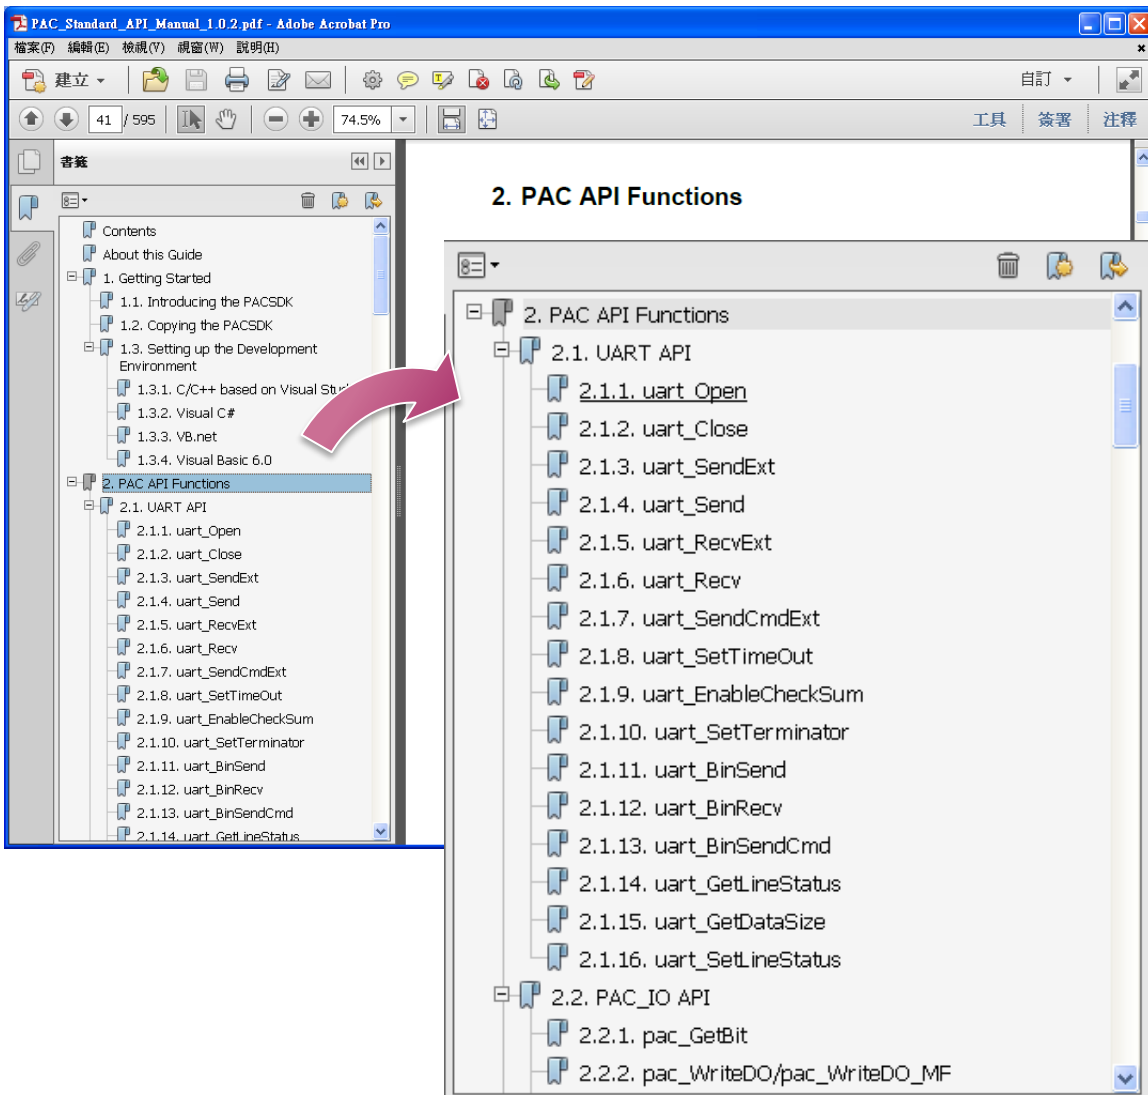 PAC_Standard_API_Manual_1.0.2.pdf - Adobe Acrobat Pro
檔案(F) 編輯(E) 檢視(V) 視窗(W) 說明(H)
建立
自訂
41 / 595
74.5%
工具 簽署 注釋
書籤
Contents
About this Guide
1. Getting Started
1.1. Introducing the PACSDK
1.2. Copying the PACSDK
1.3. Setting up the Development
Environment
1.3.1. C/C++ based on Visual Stu
1.3.2. Visual C#
1.3.3. VB.net
1.3.4. Visual Basic 6.0
2. PAC API Functions
2.1. UART API
2.1.1. uart_Open
2.1.2. uart_Close
2.1.3. uart_SendExt
2.1.4. uart_Send
2.1.5. uart_RecvExt
2.1.6. uart_Recv
2.1.7. uart_SendCmdExt
2.1.8. uart_SetTimeOut
2.1.9. uart_EnableCheckSum
2.1.10. uart_SetTerminator
2.1.11. uart_BinSend
2.1.12. uart_BinRecv
2.1.13. uart_BinSendCmd
2.1.14. uart_GetLineStatus
2. PAC API Functions
2. PAC API Functions
2.1. UART API
2.1.1. uart_Open
2.1.2. uart_Close
2.1.3. uart_SendExt
2.1.4. uart_Send
2.1.5. uart_RecvExt
2.1.6. uart_Recv
2.1.7. uart_SendCmdExt
2.1.8. uart_SetTimeOut
2.1.9. uart_EnableCheckSum
2.1.10. uart_SetTerminator
2.1.11. uart_BinSend
2.1.12. uart_BinRecv
2.1.13. uart_BinSendCmd
2.1.14. uart_GetLineStatus
2.1.15. uart_GetDataSize
2.1.16. uart_SetLineStatus
2.2. PAC_IO API
2.2.1. pac_GetBit
2.2.2. pac_WriteDO/pac_WriteDO_MF